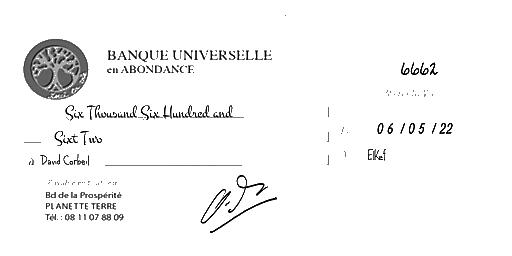 BANQUE UNIVERSELLE
en ABONDANCE
6662
Six Thousand Six Hundred and
Sixt Two
06/05/22
à David Corbeil
ElKef
Bd de la Prospérité
PLANETTE TERRE
Tél. : 08 11 07 88 09